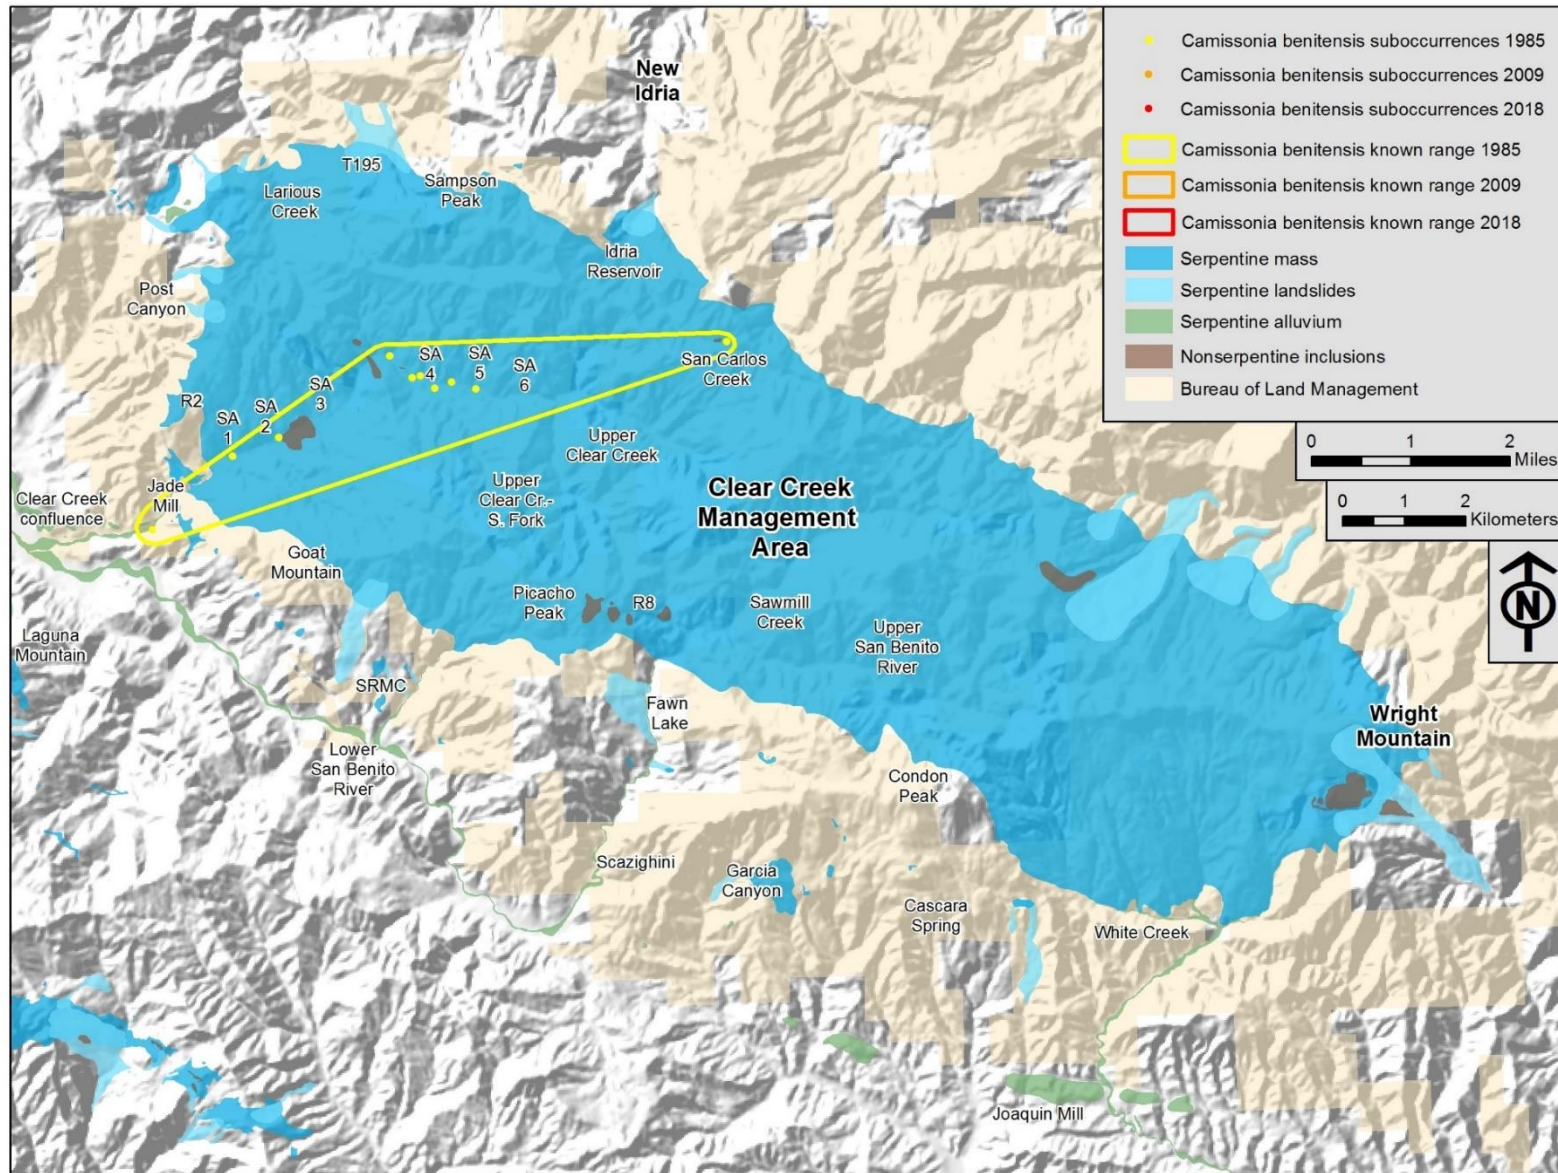 New
Idria
T195
Sampson
Peak
Larious
Creek
Idria
Reservoir
Post
Canyon
San Carlos
Creek
SA
4
SA
5
SA
6
SA
3
R2
SA
1
SA
2
Upper
Clear Creek
Jade
Mill
Clear Creek
confluence
Upper
Clear Cr.-
S. Fork
Clear Creek
Management
Area
Goat
Mountain
Picacho
Peak
R8
Sawmill
Creek
Upper
San Benito
River
Laguna
Mountain
SRMC
Fawn
Lake
Wright
Mountain
Lower
San Benito
River
Condon
Peak
Scazighini
Garcia
Canyon
Cascara
Spring
White Creek
Joaquin Mill
Camissonia benitensis suboccurrences 1985
Camissonia benitensis suboccurrences 2009
Camissonia benitensis suboccurrences 2018
Camissonia benitensis known range 1985
Camissonia benitensis known range 2009
Camissonia benitensis known range 2018
Serpentine mass
Serpentine landslides
Serpentine alluvium
Nonserpentine inclusions
Bureau of Land Management
0 1 2
Miles
0 1 2
Kilometers
N